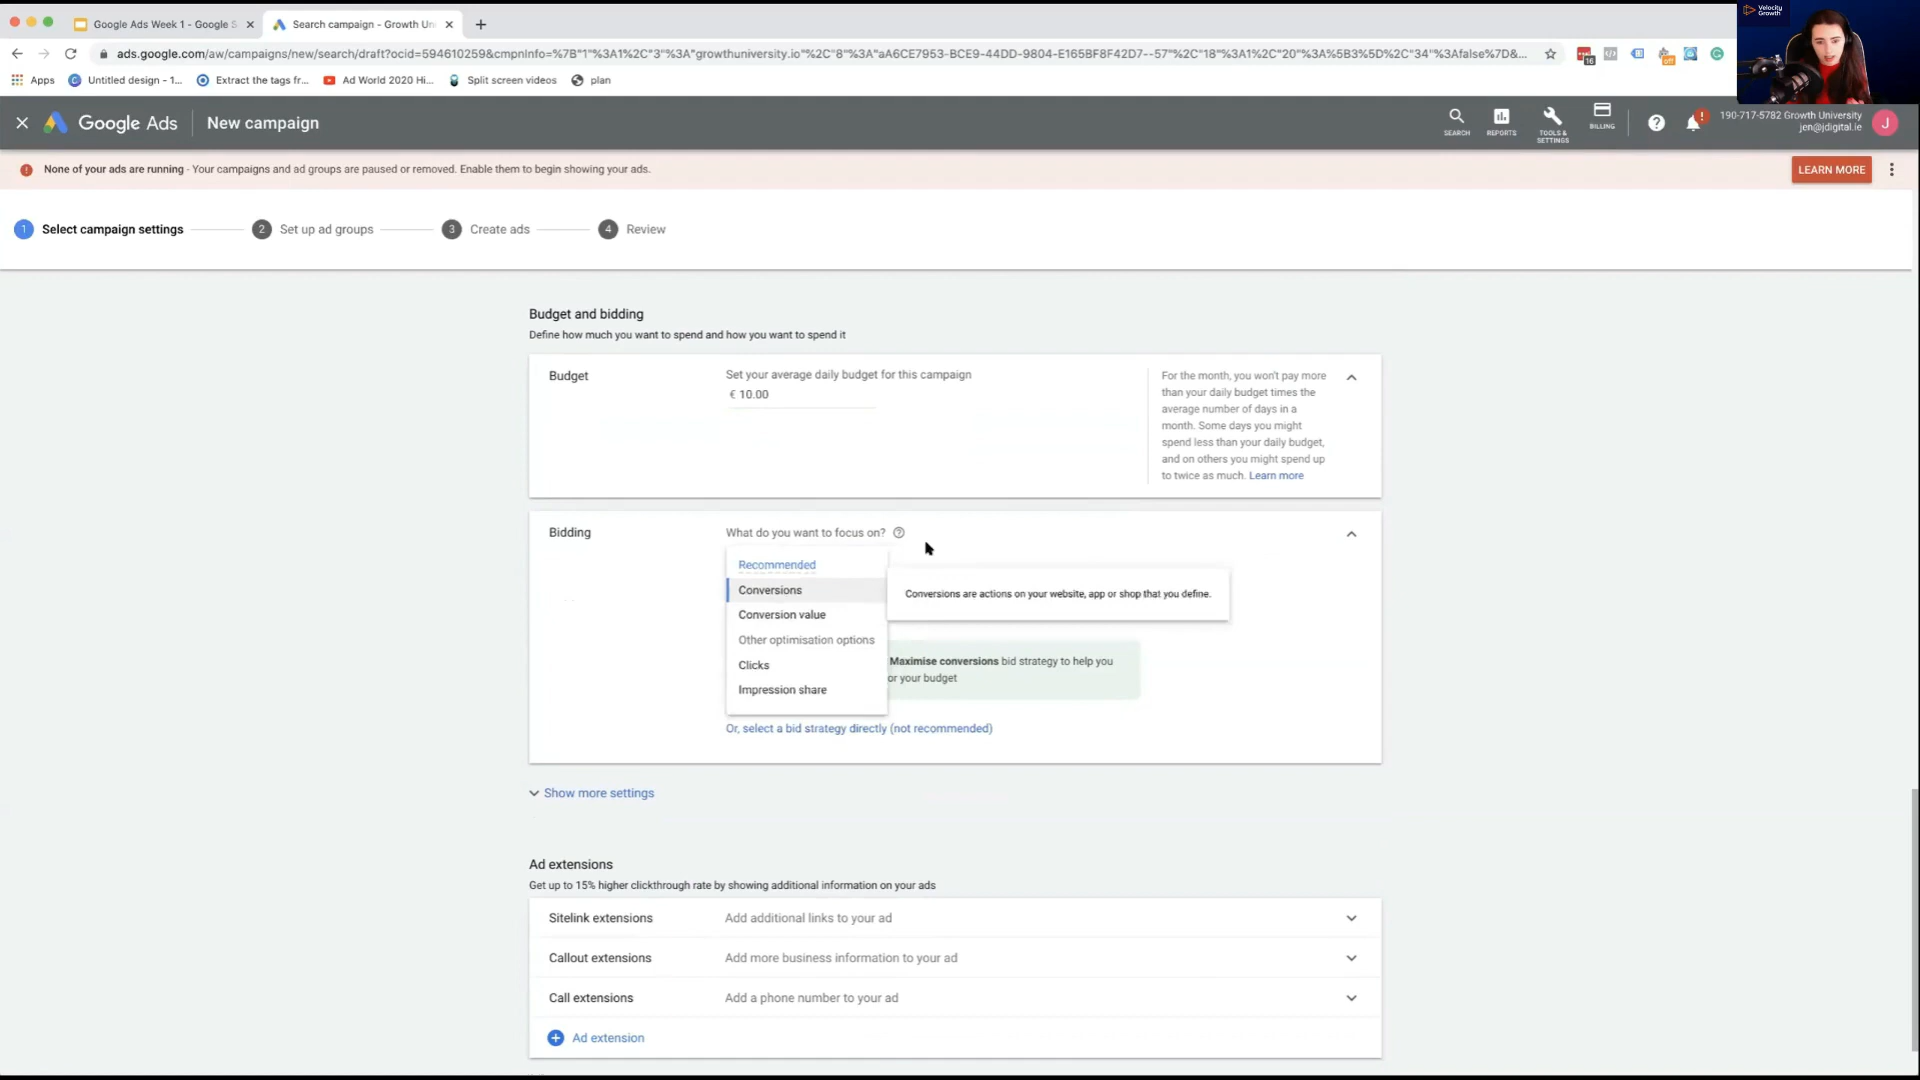 Google Ads Week 1 - Google S
Search campaign - Growth Un
ads.google.com/aw/campaigns/new/search/draft?ocid=594610259&cmpnInfo=%7B"1"%3A1%2C"3"%3A"growthuniversity.io"%2C"8"%3A"aA6CE7953-BCE9-44DD-9804-E165BF8F42D7--57"%2C"18"%3A1%2C"20"%3A%5B3%5D%2C"34"%3Afalse%7D&...
16
off
Velocity Growth
Apps
Untitled design - 1...
Extract the tags fr...
Ad World 2020 Hi...
Split screen videos
plan
Google Ads
New campaign
SEARCH
REPORTS
TOOLS & SETTINGS
BILLING
190-717-5782 Growth University
jen@jdigital.ie
J
None of your ads are running - Your campaigns and ad groups are paused or removed. Enable them to begin showing your ads.
LEARN MORE
1 Select campaign settings
2 Set up ad groups
3 Create ads
4 Review
Budget and bidding
Define how much you want to spend and how you want to spend it
Budget
Set your average daily budget for this campaign
€ 10.00
For the month, you won't pay more
than your daily budget times the
average number of days in a
month. Some days you might
spend less than your daily budget,
and on others you might spend up
to twice as much. Learn more
Bidding
What do you want to focus on?
Recommended
Conversions
Conversions are actions on your website, app or shop that you define.
Conversion value
Other optimisation options
Clicks
Impression share
Maximise conversions bid strategy to help you
or your budget
Or, select a bid strategy directly (not recommended)
Show more settings
Ad extensions
Get up to 15% higher clickthrough rate by showing additional information on your ads
Sitelink extensions
Add additional links to your ad
Callout extensions
Add more business information to your ad
Call extensions
Add a phone number to your ad
Ad extension